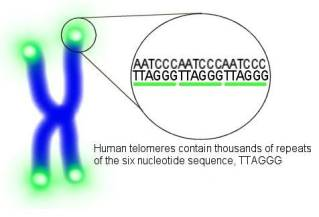 AATCCCAATCCCAATCCC
TTAGGGTTAGGGTTAGGG
Human telomeres contain thousands of repeats
of the six nucleotide sequence, TTAGGG